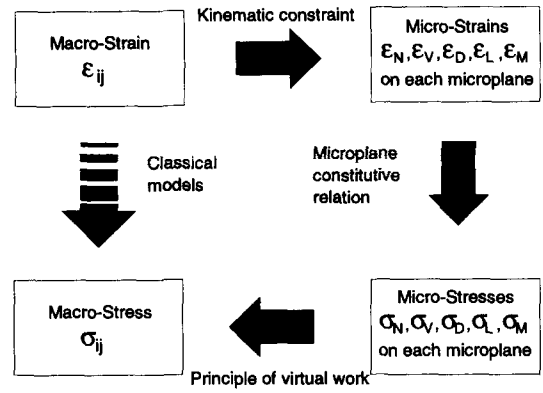 Kinematic constraint
Macro-Strain
εij
Micro-Strains
εN, εV, εD, εL, εM
on each microplane
Classical
models
Microplane
constitutive
relation
Macro-Stress
σij
Micro-Stresses
σN, σV, σD, σL, σM
on each microplane
Principle of virtual work